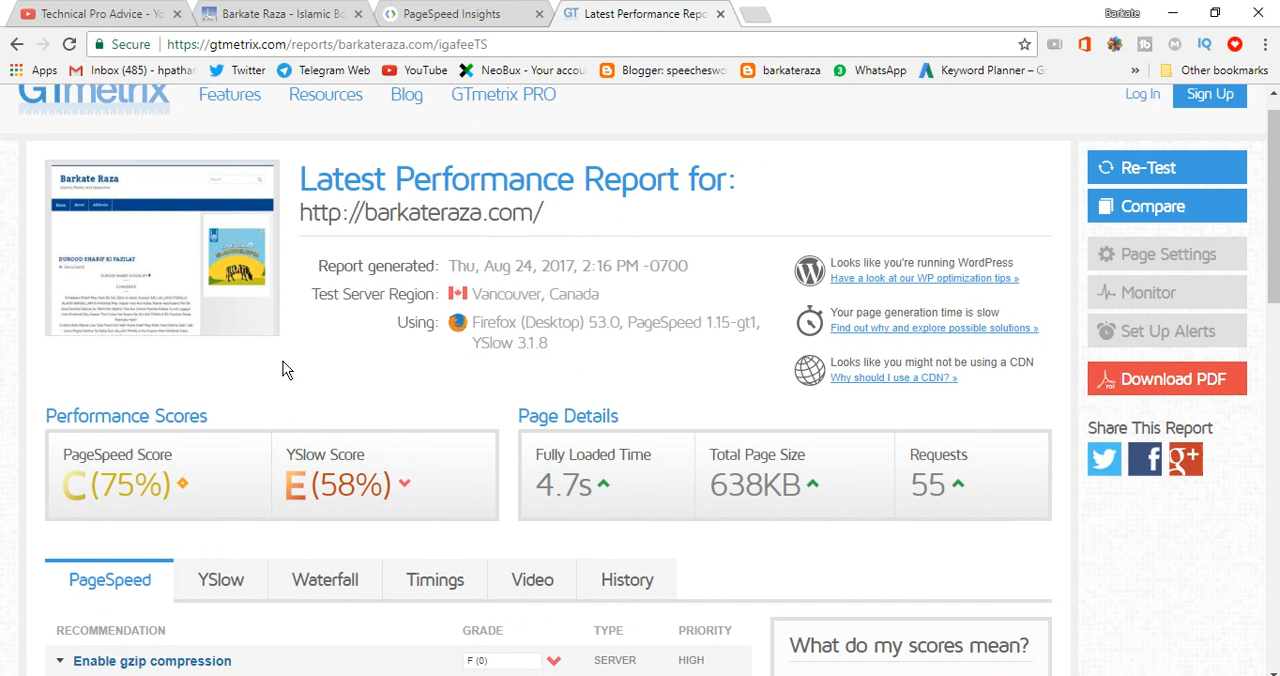 Technical Pro Advice - Yo
Barkate Raza - Islamic Bo
PageSpeed Insights
GT Latest Performance Repo
Barkate
Secure
https://gtmetrix.com/reports/barkateraza.com/igafeeTS
Apps
Inbox (485) - hpathan
Twitter
Telegram Web
YouTube
NeoBux - Your accou
Blogger: speecheswo
barkateraza
WhatsApp
Keyword Planner – Go
»
Other bookmarks
GTmetrix
Features
Resources
Blog
GTmetrix PRO
Log In
Sign Up
Barkate Raza
Islamic Books and Speeches
Home
About
DUROOD SHARIF KI FAZILAT
Latest Performance Report for:
http://barkateraza.com/
Report generated: Thu, Aug 24, 2017, 2:16 PM -0700
Test Server Region: Vancouver, Canada
Using: Firefox (Desktop) 53.0, PageSpeed 1.15-gt1,
YSlow 3.1.8
Looks like you're running WordPress
Have a look at our WP optimization tips »
Your page generation time is slow
Find out why and explore possible solutions »
Looks like you might not be using a CDN
Why should I use a CDN? »
Re-Test
Compare
Page Settings
Monitor
Set Up Alerts
Download PDF
Share This Report
Performance Scores
PageSpeed Score
C (75%)
YSlow Score
E (58%)
Page Details
Fully Loaded Time
4.7s
Total Page Size
638KB
Requests
55
PageSpeed
YSlow
Waterfall
Timings
Video
History
RECOMMENDATION
GRADE
TYPE
PRIORITY
Enable gzip compression
F (0)
SERVER
HIGH
What do my scores mean?